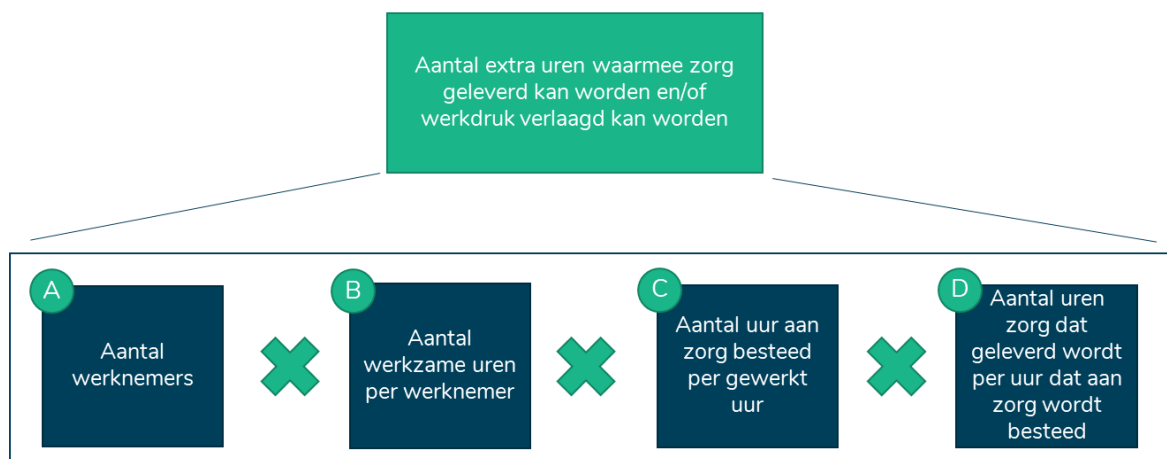 Aantal extra uren waarmee zorg
geleverd kan worden en/of
werkdruk verlaagd kan worden
A
Aantal
werknemers
B
Aantal
werkzame uren
per werknemer
C
Aantal uur aan
zorg besteed
per gewerkt
uur
D
Aantal uren
zorg dat
geleverd wordt
per uur dat aan
zorg wordt
besteed